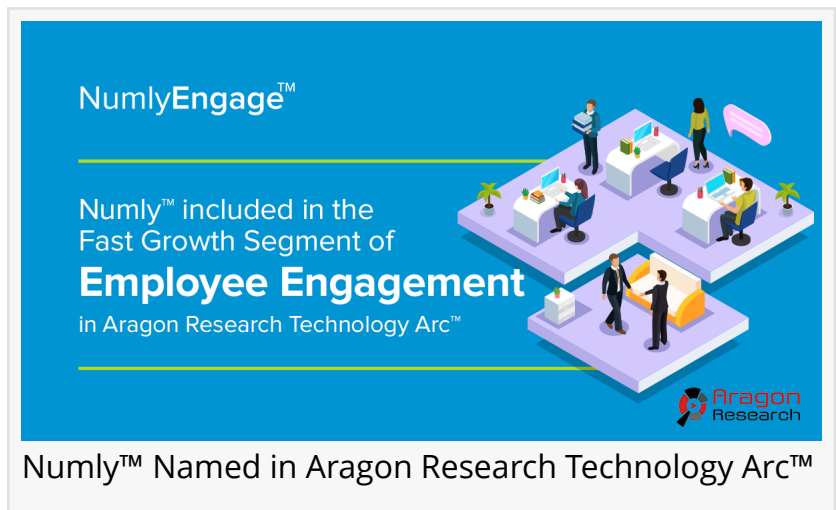 NumlyEngage™
Numly™ included in the
Fast Growth Segment of
Employee Engagement
in Aragon Research Technology Arc™
Aragon
Research
Numly™ Named in Aragon Research Technology Arc™